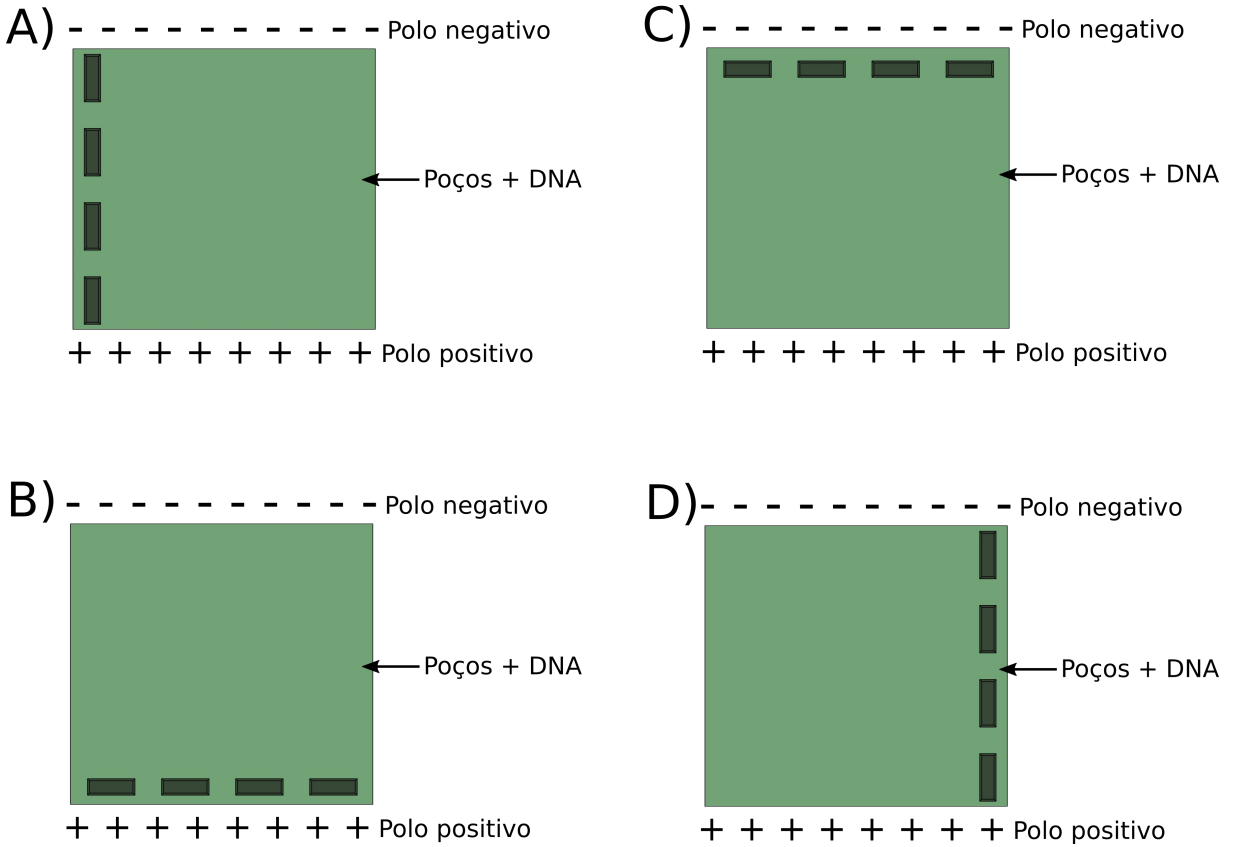 A)
- - - - - - - - - - Polo negativo
Poços + DNA
+ + + + + + + + Polo positivo
C)
- - - - - - - - - - Polo negativo
Poços + DNA
+ + + + + + + + Polo positivo
B)
- - - - - - - - - - Polo negativo
Poços + DNA
+ + + + + + + + Polo positivo
D)
- - - - - - - - - - Polo negativo
Poços + DNA
+ + + + + + + + Polo positivo